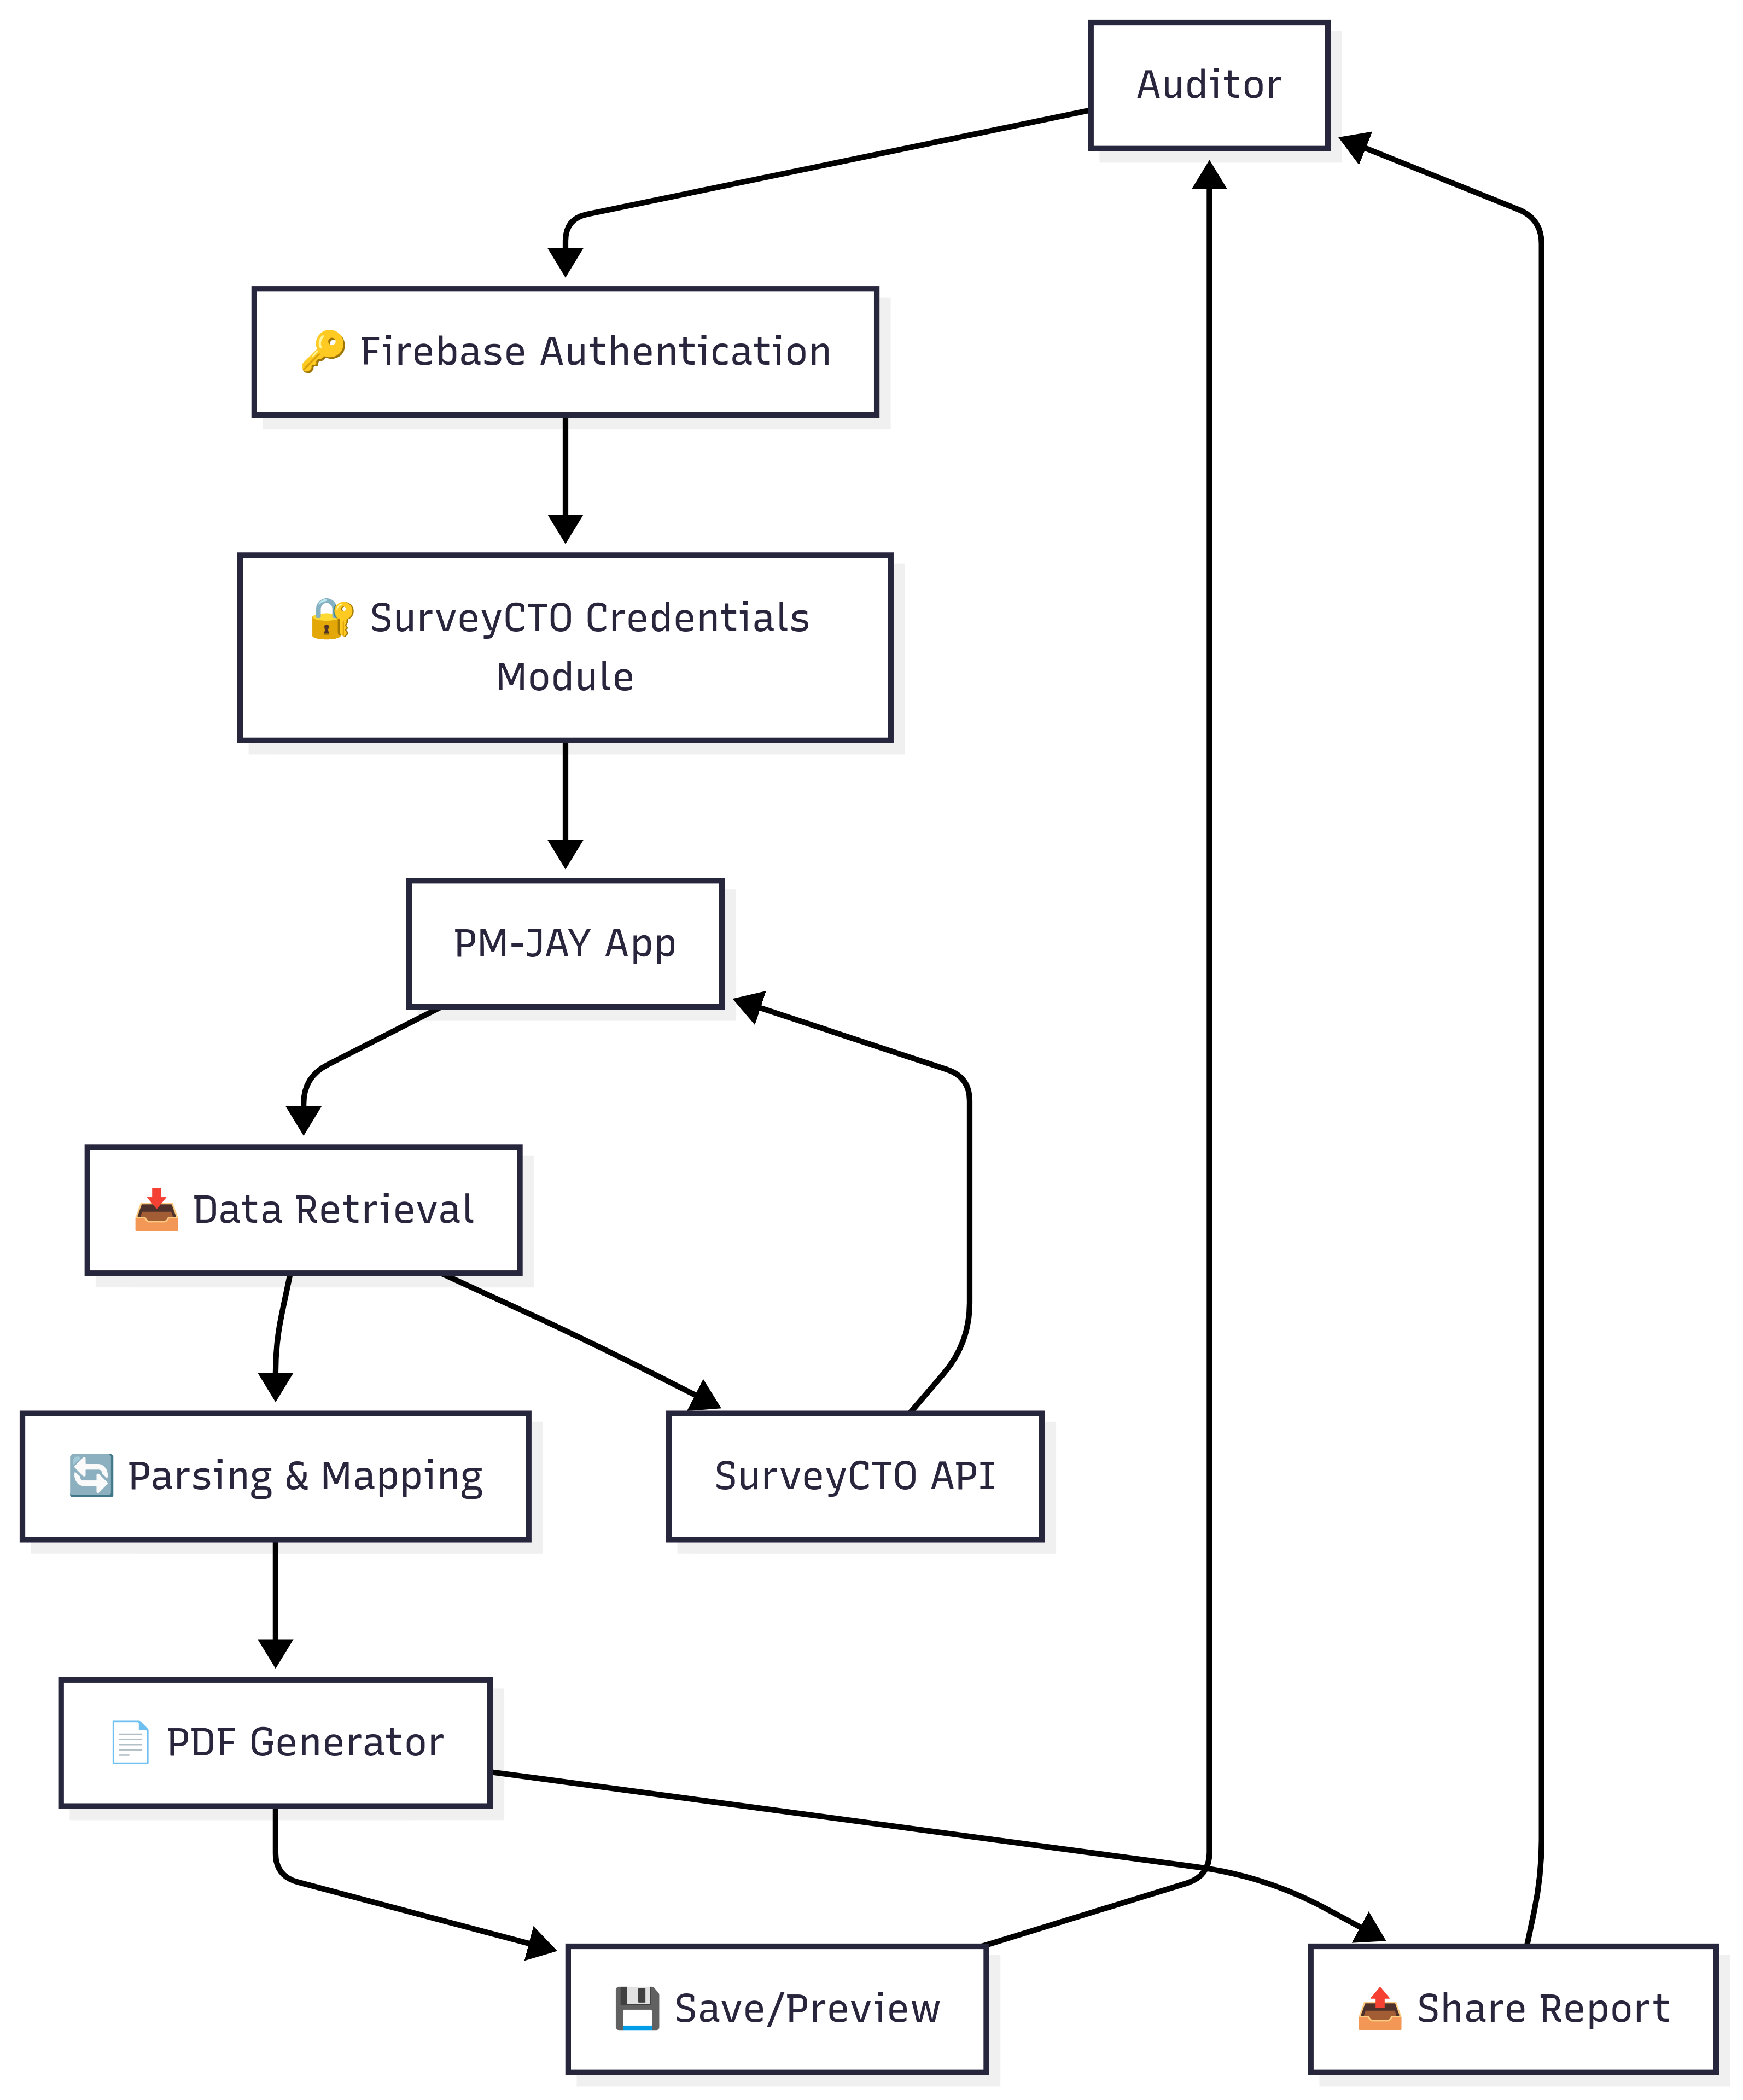 Auditor
🔑 Firebase Authentication
🔐 SurveyCTO Credentials
Module
PM-JAY App
📥 Data Retrieval
🔄 Parsing & Mapping
SurveyCTO API
📄 PDF Generator
💾 Save/Preview
📤 Share Report